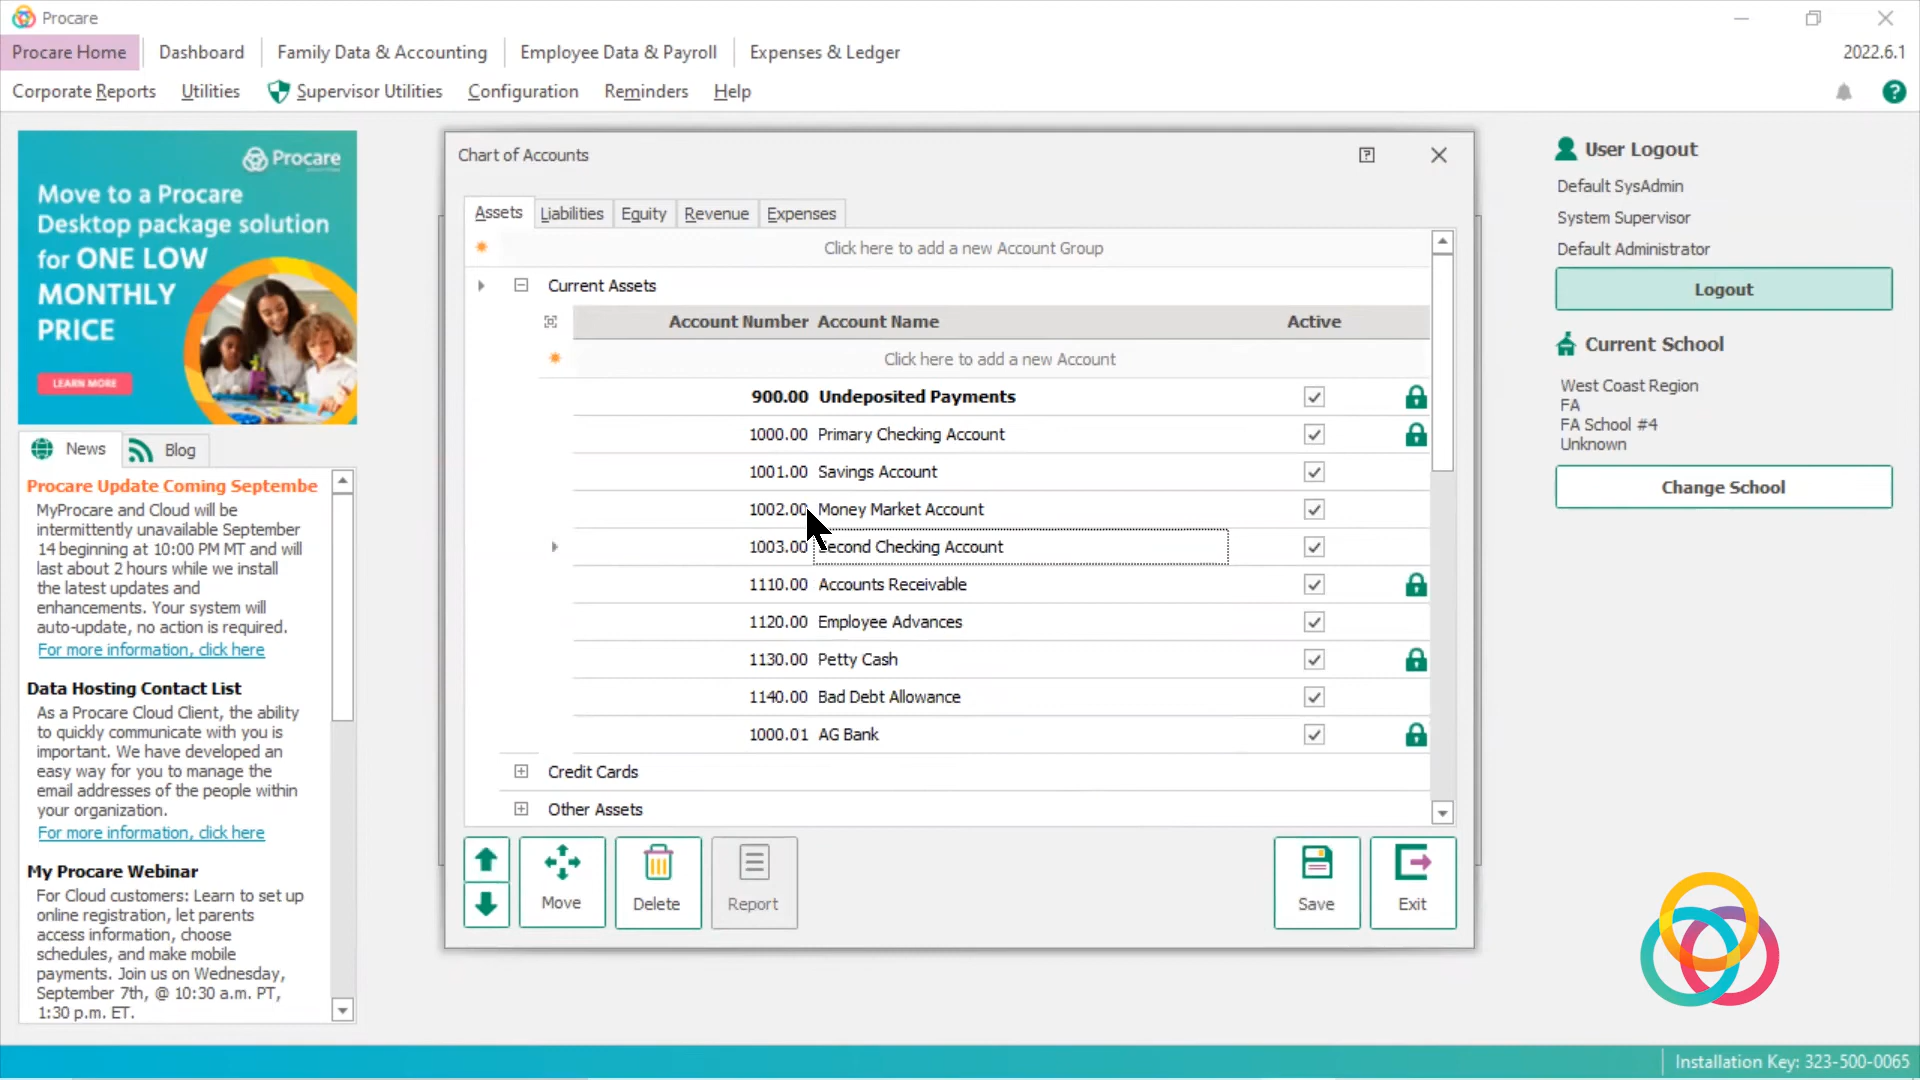 Procare
Procare Home
Dashboard
Family Data & Accounting
Employee Data & Payroll
Expenses & Ledger
2022.6.1
Corporate Reports
Utilities
Supervisor Utilities
Configuration
Reminders
Help
?
Procare
Move to a Procare
Desktop package solution
for ONE LOW
MONTHLY
PRICE
LEARN MORE
News
Blog
Procare Update Coming Septembe
MyProcare and Cloud will be
intermittently unavailable September
14 beginning at 10:00 PM MT and will
last about 2 hours while we install
the latest updates and
enhancements. Your system will
auto-update, no action is required.
For more information, click here
Data Hosting Contact List
As a Procare Cloud Client, the ability
to quickly communicate with you is
important. We have developed an
easy way for you to manage the
email addresses of the people within
your organization.
For more information, click here
My Procare Webinar
For Cloud customers: Learn to set up
online registration, let parents
access information, choose
schedules, and make mobile
payments. Join us on Wednesday,
September 7th, @ 10:30 a.m. PT,
1:30 p.m. ET.
Chart of Accounts
?
Assets
Liabilities
Equity
Revenue
Expenses
Click here to add a new Account Group
Current Assets
Account Number Account Name Active
Click here to add a new Account
900.00 Undeposited Payments
1000.00 Primary Checking Account
1001.00 Savings Account
1002.00 Money Market Account
1003.00 Second Checking Account
1110.00 Accounts Receivable
1120.00 Employee Advances
1130.00 Petty Cash
1140.00 Bad Debt Allowance
1000.01 AG Bank
Credit Cards
Other Assets
Move
Delete
Report
Save
Exit
User Logout
Default SysAdmin
System Supervisor
Default Administrator
Logout
Current School
West Coast Region
FA
FA School #4
Unknown
Change School
Installation Key: 323-500-0065